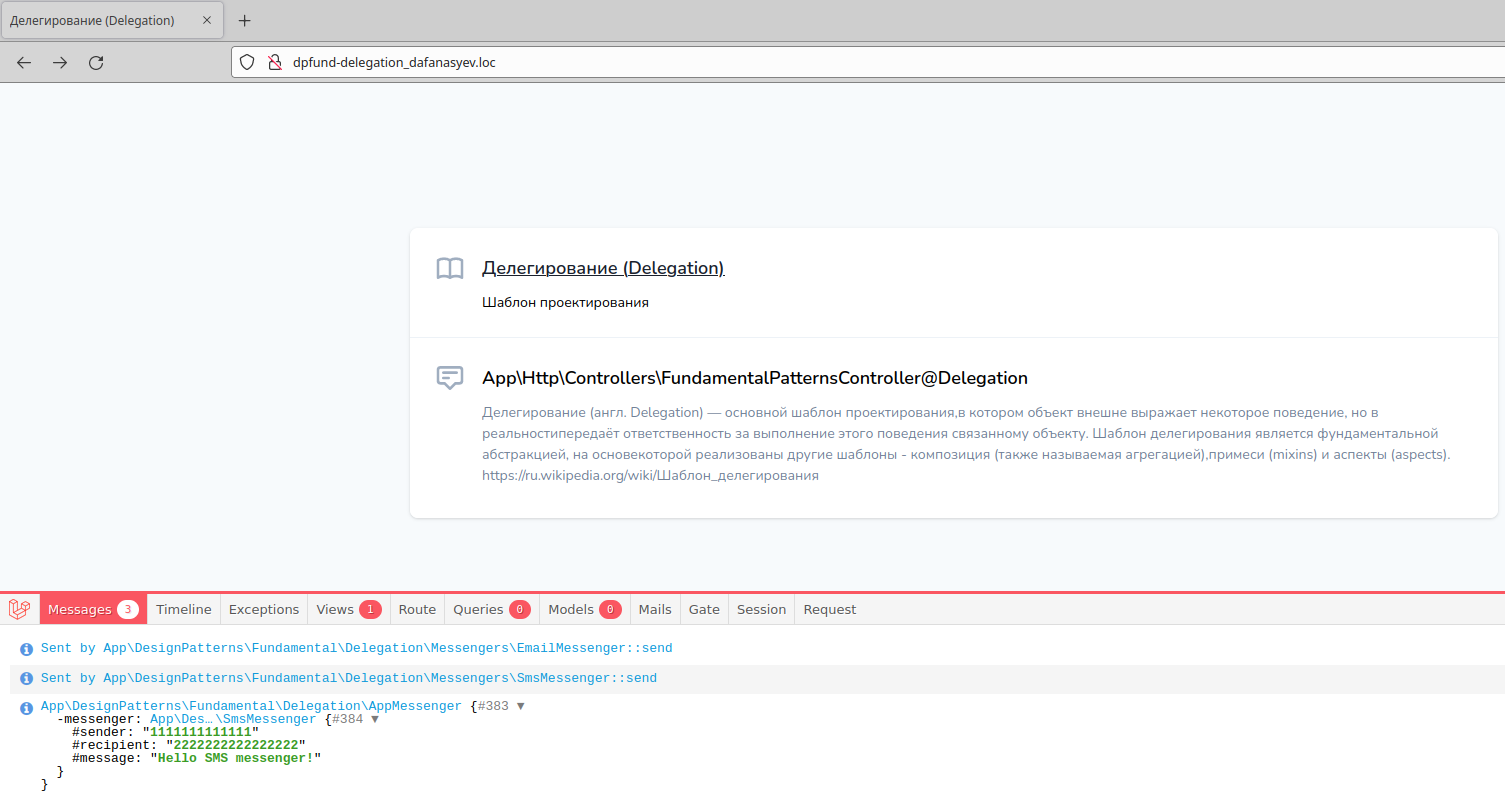 Делегирование (Delegation)
dpfund-delegation_dafanasyev.loc
Делегирование (Delegation)
Шаблон проектирования
App\Http\Controllers\FundamentalPatternsController@Delegation
Делегирование (англ. Delegation) — основной шаблон проектирования,в котором объект внешне выражает некоторое поведение, но в
реальностипередаёт ответственность за выполнение этого поведения связанному объекту. Шаблон делегирования является фундаментальной
абстракцией, на основекоторой реализованы другие шаблоны - композиция (также называемая агрегацией),примеси (mixins) и аспекты (aspects).
https://ru.wikipedia.org/wiki/Шаблон_делегирования
Messages 3 Timeline Exceptions Views 1 Route Queries 0 Models 0 Mails Gate Session Request
Sent by App\DesignPatterns\Fundamental\Delegation\Messengers\EmailMessenger::send
Sent by App\DesignPatterns\Fundamental\Delegation\Messengers\SmsMessenger::send
App\DesignPatterns\Fundamental\Delegation\AppMessenger {#383 ▼
-messenger: App\Des…\SmsMessenger {#384 ▼
#sender: "1111111111111"
#recipient: "2222222222222222"
#message: "Hello SMS messenger!"
}
}